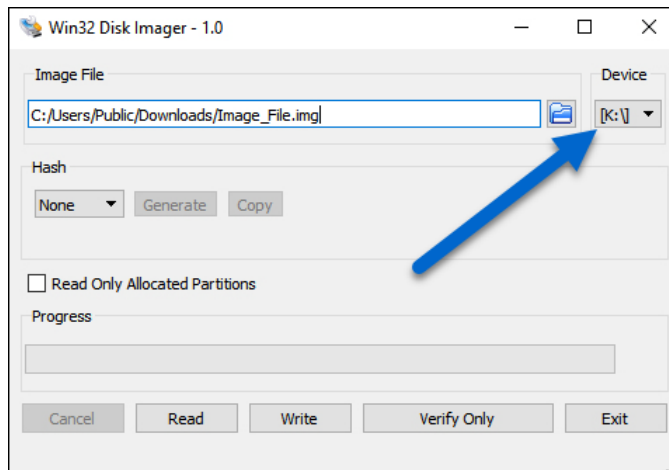 Win32 Disk Imager - 1.0
Image File
Device
C:/Users/Public/Downloads/Image_File.img
[K:\]
Hash
None Generate Copy
Read Only Allocated Partitions
Progress
Cancel Read Write Verify Only Exit